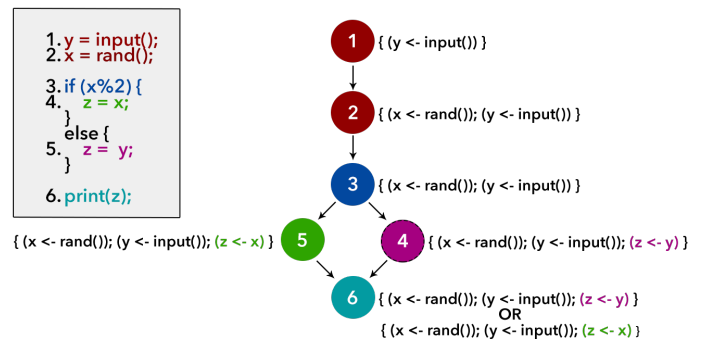 1. y = input();
2. x = rand();
3. if (x%2) {
4. z = x;
}
else {
5. z = y;
}
6. print(z);
1 { (y <- input()) }
2 { (x <- rand()); (y <- input()) }
3 { (x <- rand()); (y <- input()) }
{ (x <- rand()); (y <- input()); (z <- x) } 5
4 { (x <- rand()); (y <- input()); (z <- y) }
6 { (x <- rand()); (y <- input()); (z <- y) }
OR
{ (x <- rand()); (y <- input()); (z <- x) }